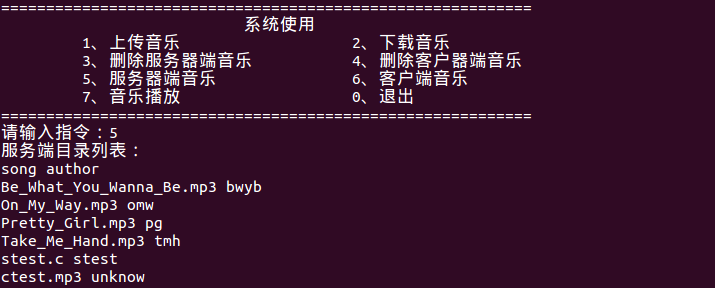 ===========================================================
系统使用
1、上传音乐 2、下载音乐
3、删除服务器端音乐 4、删除客户器端音乐
5、服务器端音乐 6、客户端音乐
7、音乐播放 0、退出
===========================================================
请输入指令：5
服务端目录列表：
song author
Be_What_You_Wanna_Be.mp3 bwyb
On_My_Way.mp3 omw
Pretty_Girl.mp3 pg
Take_Me_Hand.mp3 tmh
stest.c stest
ctest.mp3 unknow